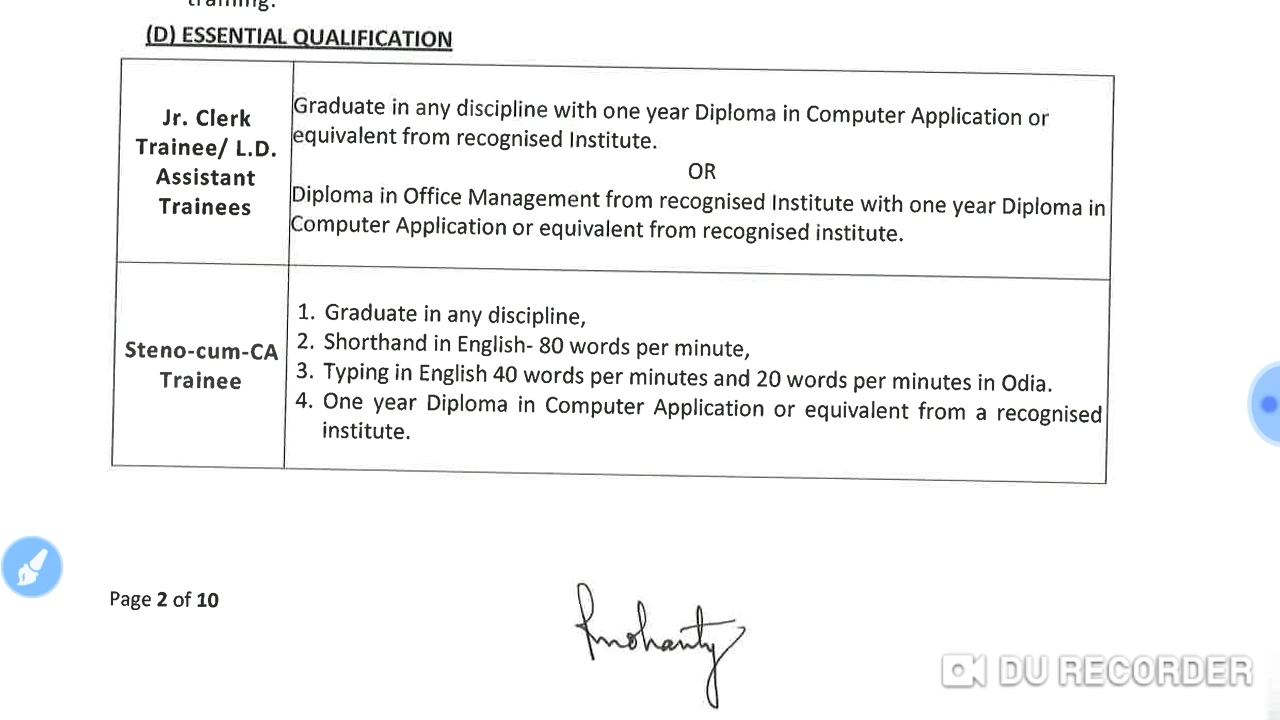 training.
(D) ESSENTIAL QUALIFICATION
Jr. Clerk
Trainee/ L.D.
Assistant
Trainees
Graduate in any discipline with one year Diploma in Computer Application or
equivalent from recognised Institute.
OR
Diploma in Office Management from recognised Institute with one year Diploma in
Computer Application or equivalent from recognised institute.
Steno-cum-CA
Trainee
1. Graduate in any discipline,
2. Shorthand in English- 80 words per minute,
3. Typing in English 40 words per minutes and 20 words per minutes in Odia.
4. One year Diploma in Computer Application or equivalent from a recognised
institute.
Page 2 of 10
DU RECORDER